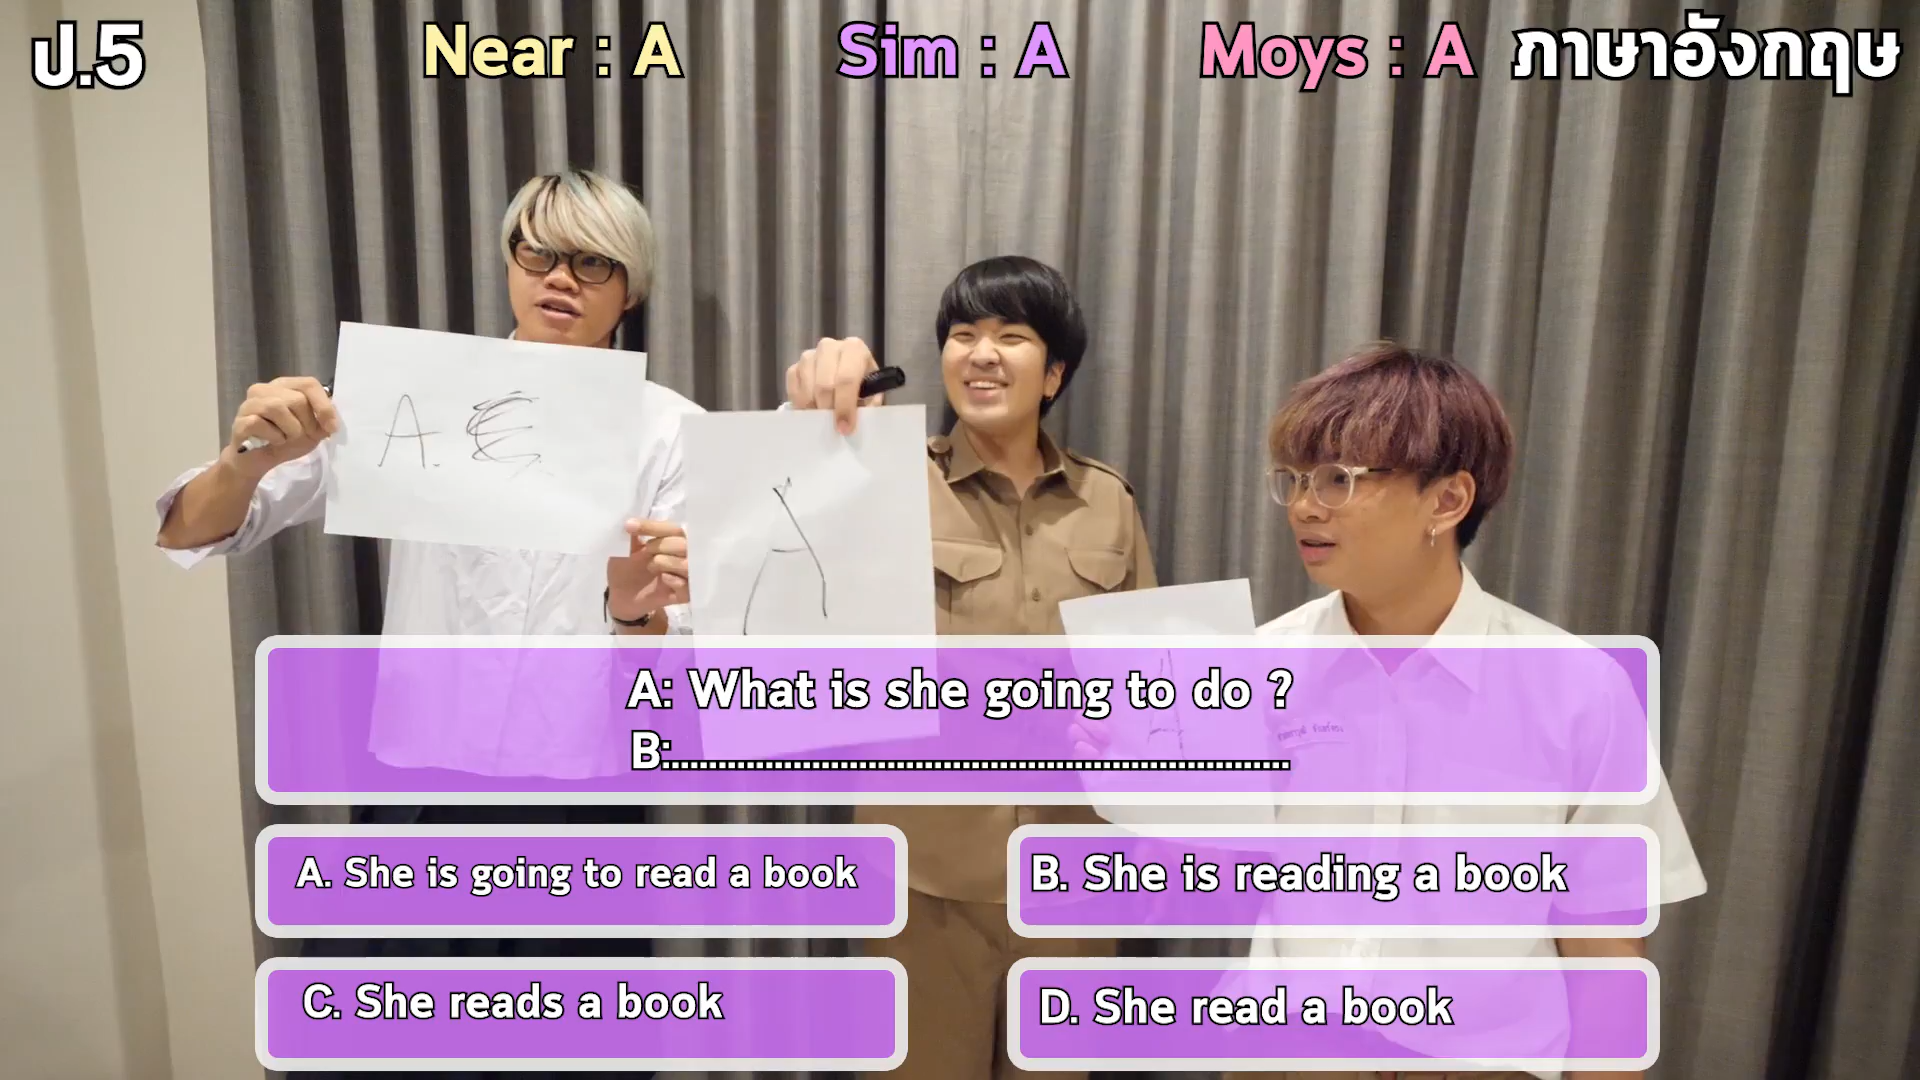 ป.5
Near : A
Sim : A
Moys : A
ภาษาอังกฤษ
A.
A
A
A: What is she going to do ?
B:...............................................................
A. She is going to read a book
B. She is reading a book
C. She reads a book
D. She read a book